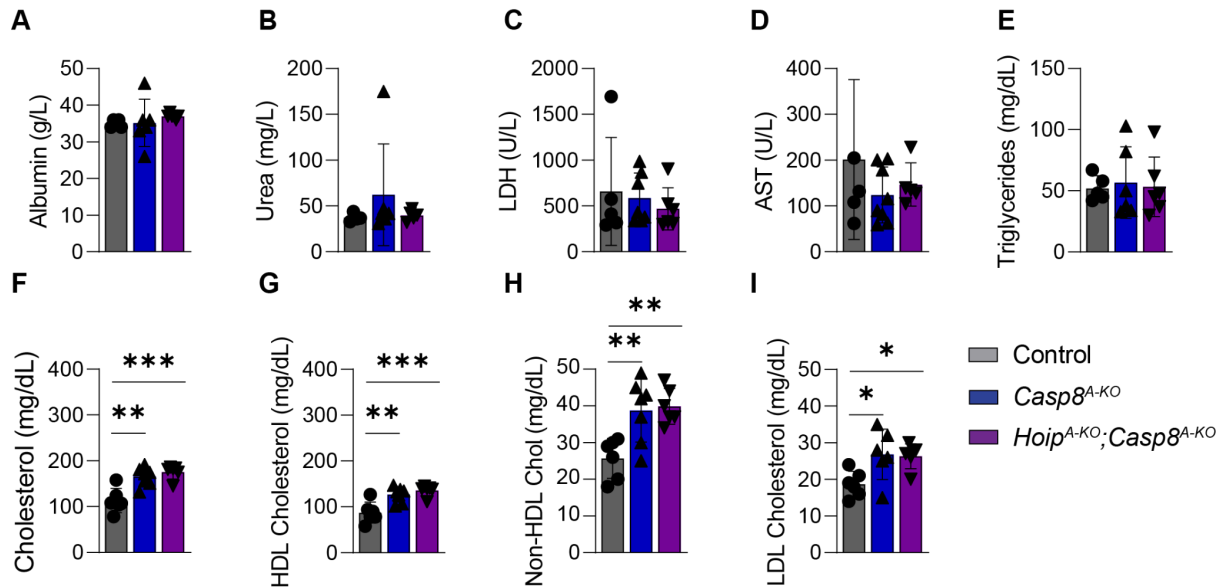 A
B
C
D
E
Albumin (g/L)
50
40
30
20
10
0
Urea (mg/L)
200
150
100
50
0
LDH (U/L)
2000
1500
1000
500
0
AST (U/L)
400
300
200
100
0
Triglycerides (mg/dL)
150
100
50
0
F
G
H
I
Cholesterol (mg/dL)
400
300
200
100
0
***
**
HDL Cholesterol (mg/dL)
400
300
200
100
0
***
**
Non-HDL Chol (mg/dL)
50
40
30
20
10
0
**
**
LDL Cholesterol (mg/dL)
50
40
30
20
10
0
*
*
Control
Casp8A-KO
HoipA-KO;Casp8A-KO